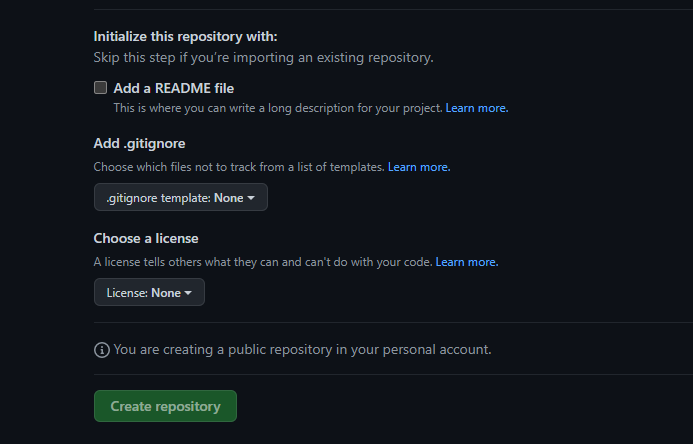 Initialize this repository with:
Skip this step if you're importing an existing repository.
Add a README file
This is where you can write a long description for your project. Learn more.
Add .gitignore
Choose which files not to track from a list of templates. Learn more.
.gitignore template: None
Choose a license
A license tells others what they can and can't do with your code. Learn more.
License: None
You are creating a public repository in your personal account.
Create repository